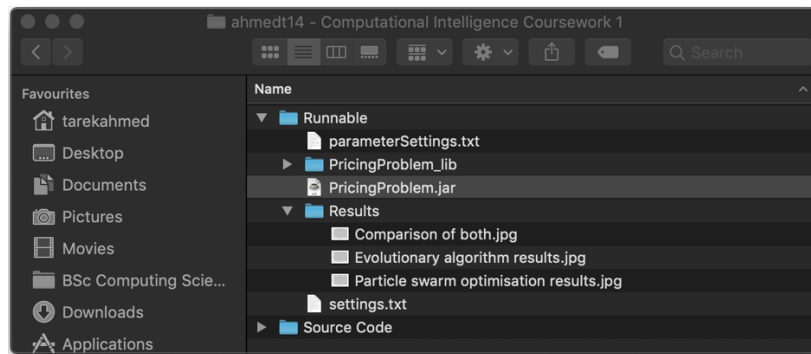 ahmedt14 - Computational Intelligence Coursework 1
Search
Favourites
tarekahmed
Desktop
Documents
Pictures
Movies
BSc Computing Scie...
Downloads
Applications
Name
Runnable
parameterSettings.txt
PricingProblem_lib
PricingProblem.jar
Results
Comparison of both.jpg
Evolutionary algorithm results.jpg
Particle swarm optimisation results.jpg
settings.txt
Source Code